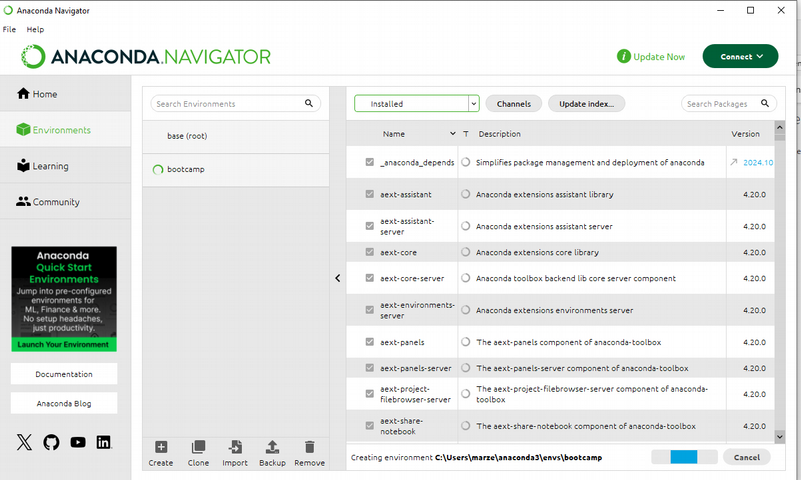 Anaconda Navigator
File Help
ANACONDA.NAVIGATOR
i Update Now
Connect
Home
Environments
Learning
Community
Anaconda
Quick Start
Environments
Jump into pre-configured
environments for
ML, Finance & more.
No setup headaches,
just productivity.
Launch Your Environment
Documentation
Anaconda Blog
Search Environments
base (root)
bootcamp
Create Clone Import Backup Remove
Installed Channels Update index... Search Packages
Name T Description Version
_anaconda_depends Simplifies package management and deployment of anaconda 2024.10
aext-assistant Anaconda extensions assistant library 4.20.0
aext-assistant-
server Anaconda extensions assistant server 4.20.0
aext-core Anaconda extensions core library 4.20.0
aext-core-server Anaconda toolbox backend lib core server component 4.20.0
aext-environments-
server Anaconda extensions environments server 4.20.0
aext-panels The aext-panels component of anaconda-toolbox 4.20.0
aext-panels-server The aext-panels-server component of anaconda-toolbox 4.20.0
aext-project-
filebrowser-server The aext-project-filebrowser-server component of anaconda-
toolbox 4.20.0
aext-share-
notebook The aext-share-notebook component of anaconda-toolbox 4.20.0
Creating environment C:\Users\marze\anaconda3\envs\bootcamp Cancel